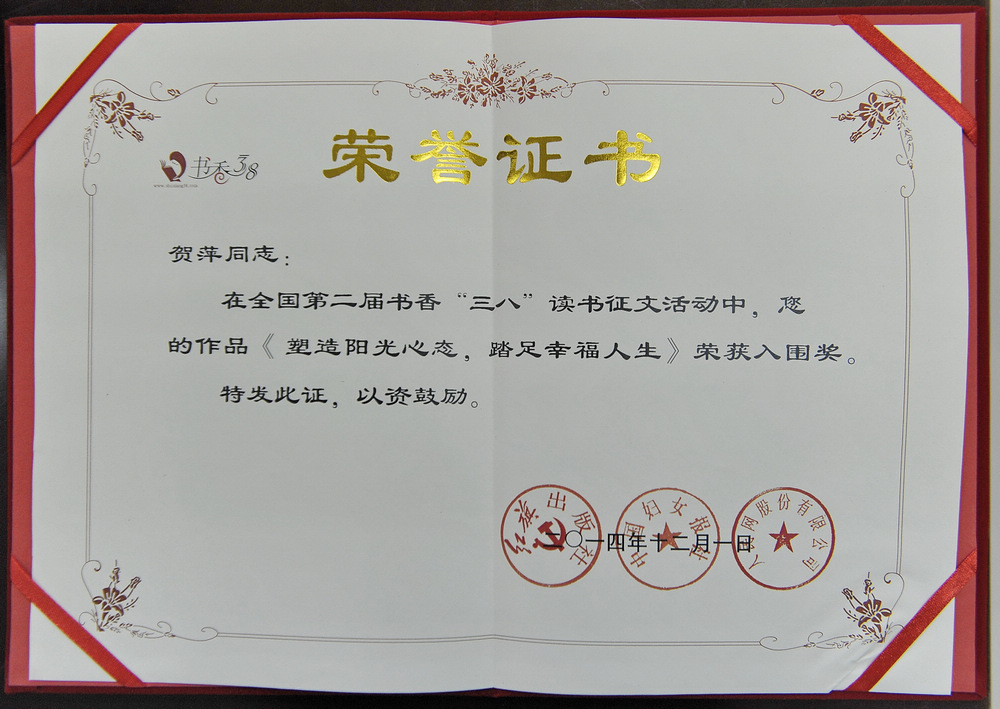 荣誉证书
书香38
贺萍同志：
在全国第二届书香“三八”读书征文活动中，您
的作品《塑造阳光心态，踏足幸福人生》荣获入围奖。
特发此证，以资鼓励。
红旗出版社
中国妇女报社
人民网股份有限公司
二〇一四年十二月一日